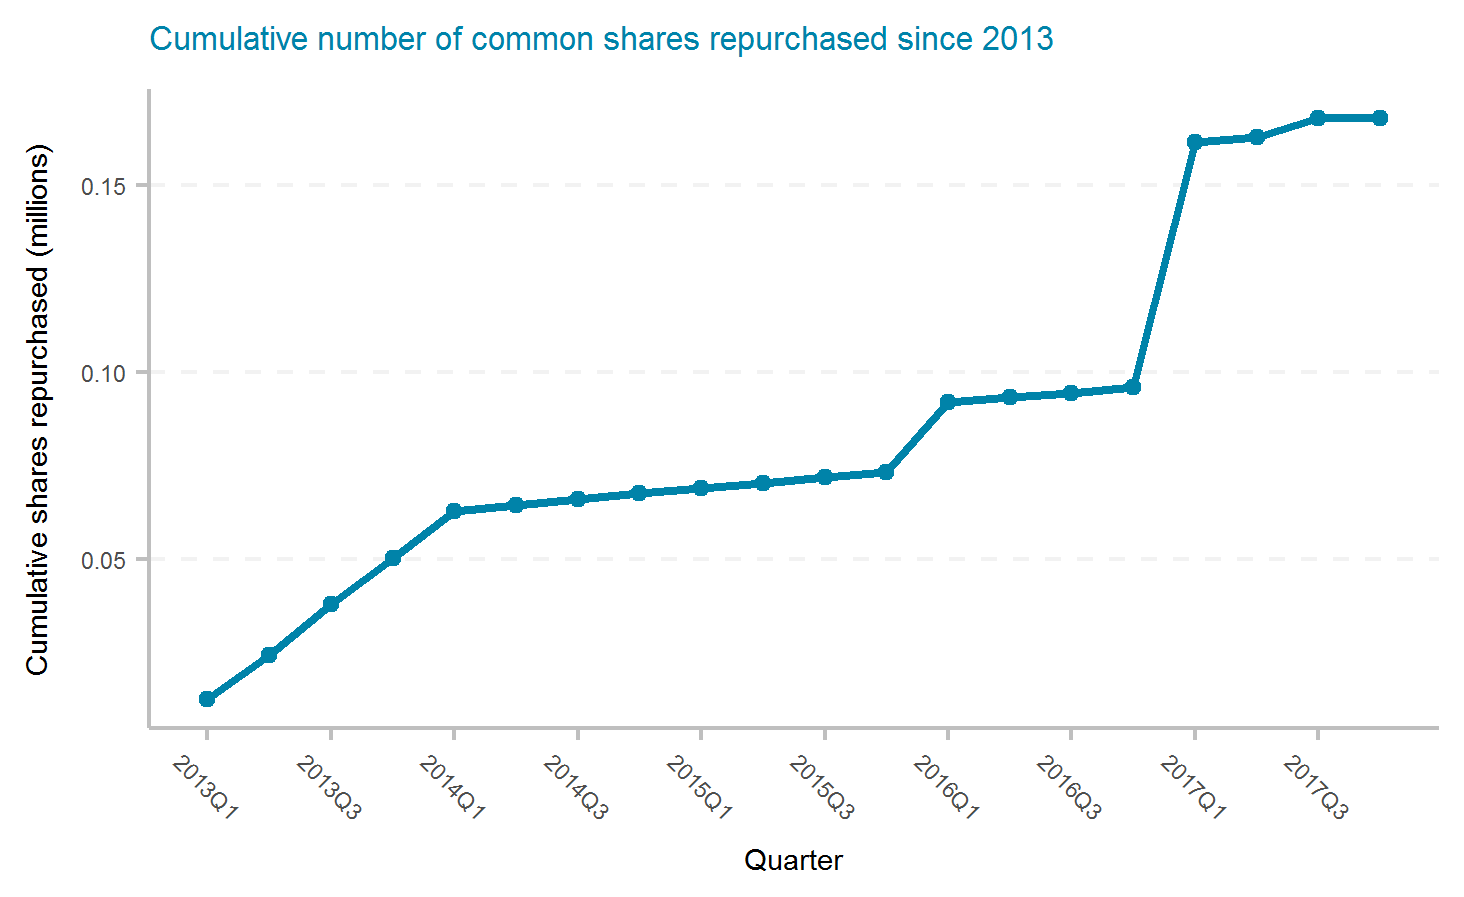 Cumulative number of common shares repurchased since 2013
Cumulative shares repurchased (millions)
0.15
0.10
0.05
2013Q1
2013Q3
2014Q1
2014Q3
2015Q1
2015Q3
2016Q1
2016Q3
2017Q1
2017Q3
Quarter